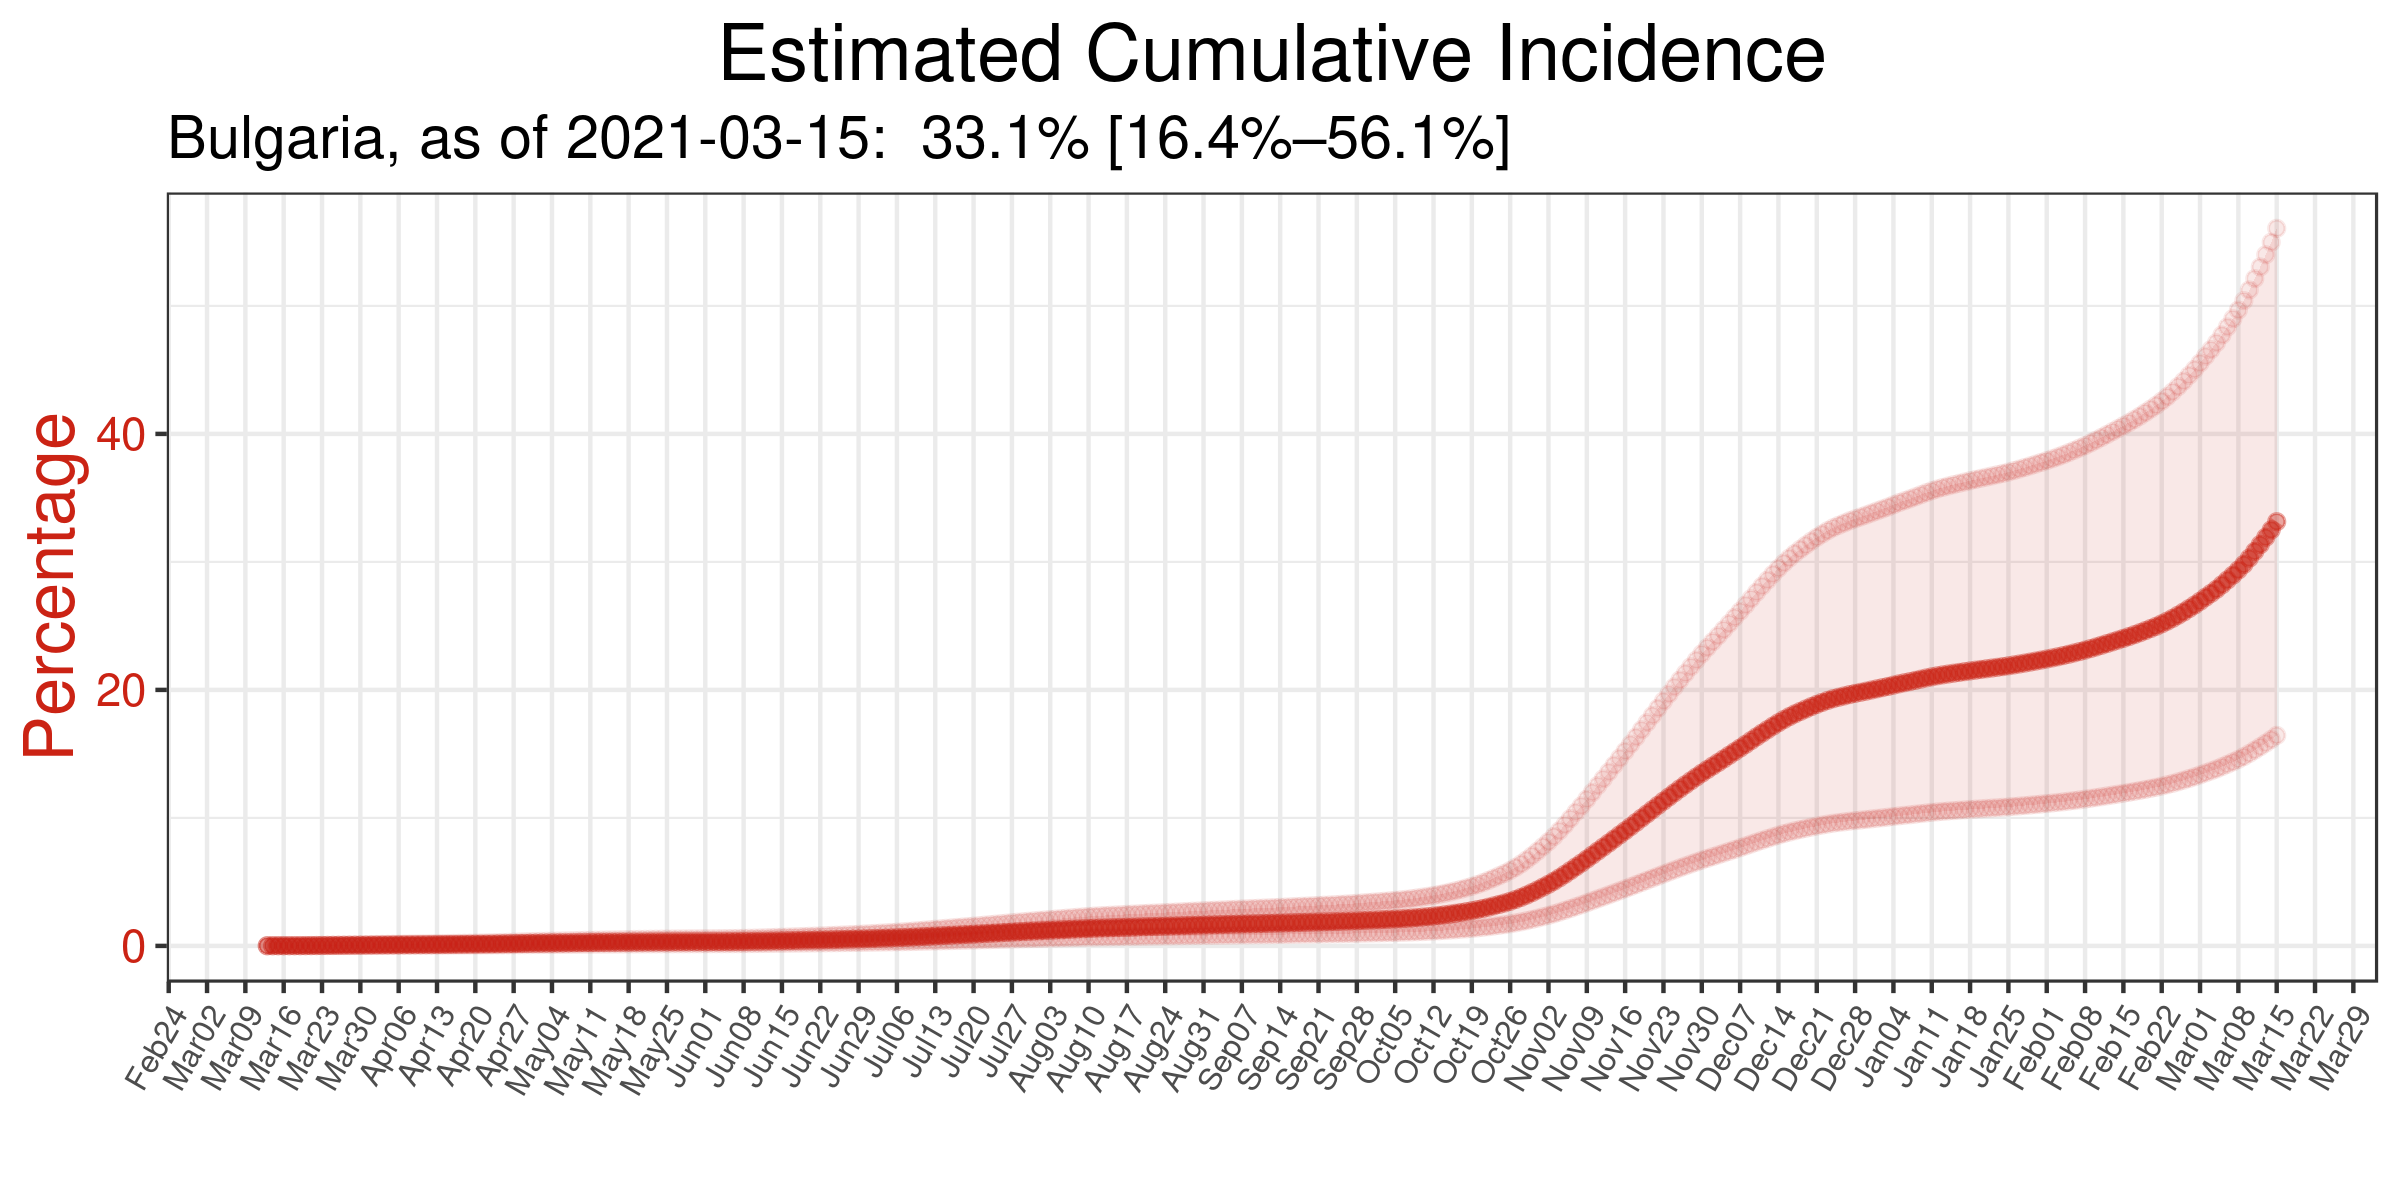 Estimated Cumulative Incidence
Bulgaria, as of 2021-03-15:  33.1% [16.4%–56.1%]
Percentage
40
20
0
Feb24
Mar02
Mar09
Mar16
Mar23
Mar30
Apr06
Apr13
Apr20
Apr27
May04
May11
May18
May25
Jun01
Jun08
Jun15
Jun22
Jun29
Jul06
Jul13
Jul20
Jul27
Aug03
Aug10
Aug17
Aug24
Aug31
Sep07
Sep14
Sep21
Sep28
Oct05
Oct12
Oct19
Oct26
Nov02
Nov09
Nov16
Nov23
Nov30
Dec07
Dec14
Dec21
Dec28
Jan04
Jan11
Jan18
Jan25
Feb01
Feb08
Feb15
Feb22
Mar01
Mar08
Mar15
Mar22
Mar29